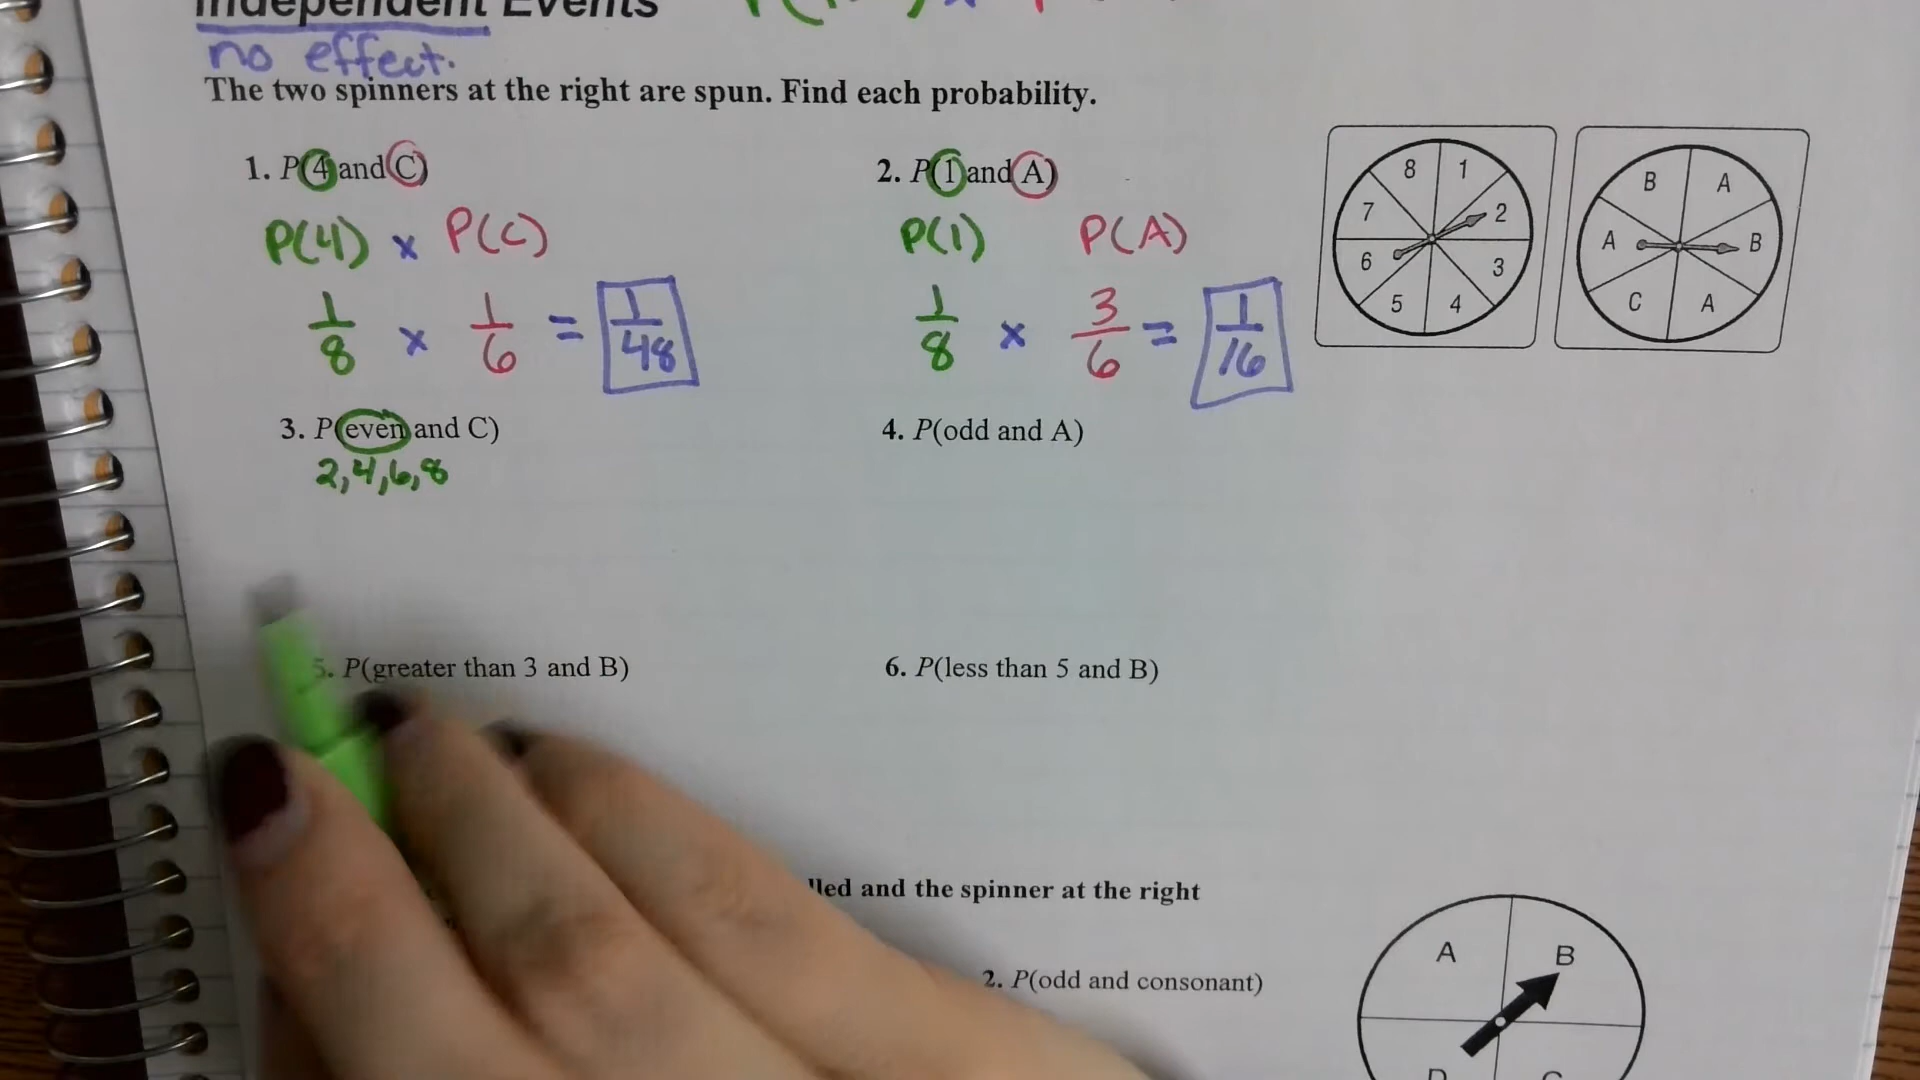 Independent Events
no effect.
The two spinners at the right are spun. Find each probability.
1. P(4 and C)
P(4) x P(C)
1/8 x 1/6 = 1/48
2. P(1 and A)
P(1) P(A)
1/8 x 3/6 = 1/16
8 1
7 2
6 3
5 4
B A
A B
C A
3. P(even and C)
2,4,6,8
4. P(odd and A)
5. P(greater than 3 and B)
6. P(less than 5 and B)
and the spinner at the right
2. P(odd and consonant)
A B